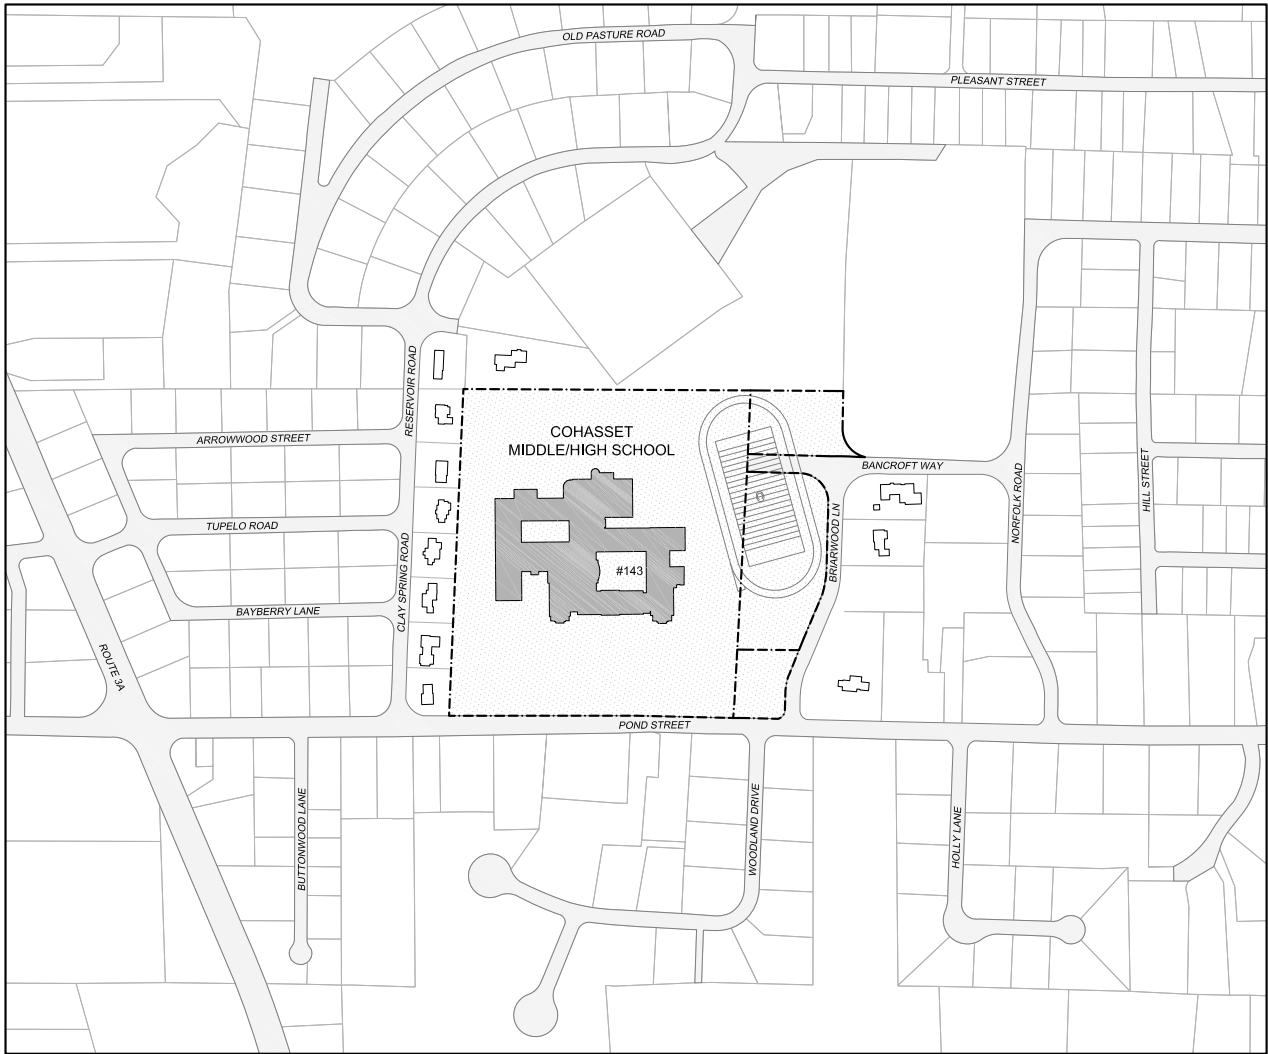 OLD PASTURE ROAD
PLEASANT STREET
RESERVOIR ROAD
ARROWWOOD STREET
COHASSET
MIDDLE/HIGH SCHOOL
BANCROFT WAY
HILL STREET
NORFOLK ROAD
TUPELO ROAD
BRIARWOOD LN
#143
CLAY SPRING ROAD
BAYBERRY LANE
ROUTE 3A
POND STREET
BUTTONWOOD LANE
WOODLAND DRIVE
HOLLY LANE